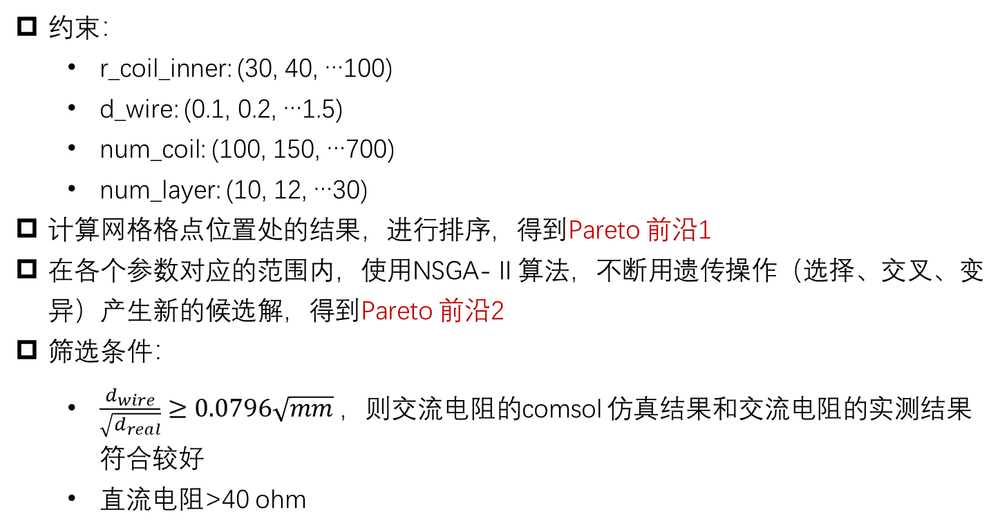 约束：
• r_coil_inner: (30, 40, …100)
• d_wire: (0.1, 0.2, …1.5)
• num_coil: (100, 150, …700)
• num_layer: (10, 12, …30)
计算网格格点位置处的结果，进行排序，得到Pareto 前沿1
在各个参数对应的范围内，使用NSGA-Ⅱ算法，不断用遗传操作（选择、交叉、变
异）产生新的候选解，得到Pareto 前沿2
筛选条件：
• $\frac{d_{wire}}{\sqrt{d_{real}}} \geq 0.0796\sqrt{mm}$，则交流电阻的comsol 仿真结果和交流电阻的实测结果
符合较好
• 直流电阻>40 ohm